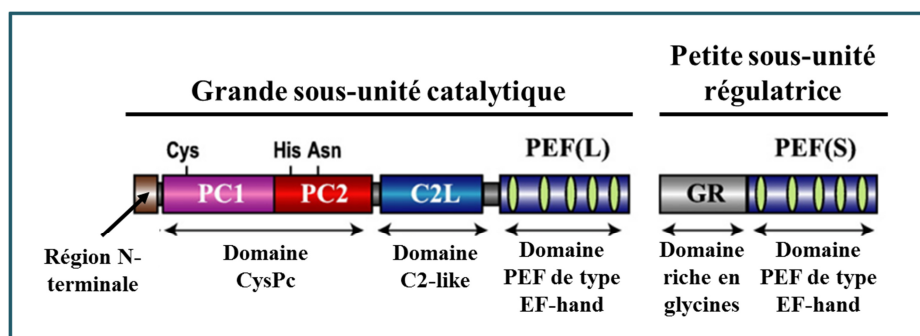 Grande sous-unité catalytique
Petite sous-unité
régulatrice
Cys
His Asn
PEF(L)
PEF(S)
PC1
PC2
C2L
GR
Région N-
terminale
Domaine
CysPc
Domaine
C2-like
Domaine
PEF de type
EF-hand
Domaine
riche en
glycines
Domaine
PEF de type
EF-hand